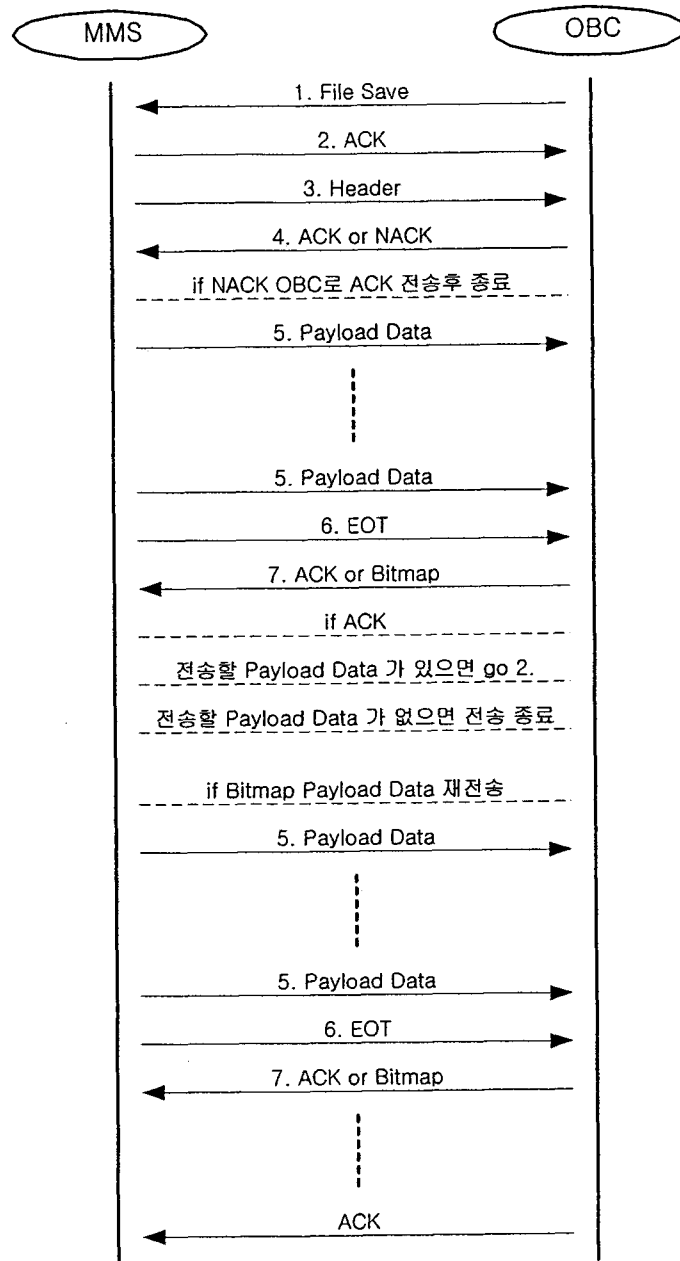 MMS
OBC
1. File Save
2. ACK
3. Header
4. ACK or NACK
if NACK OBC로 ACK 전송후 종료
5. Payload Data
5. Payload Data
6. EOT
7. ACK or Bitmap
if ACK
전송할 Payload Data 가 있으면 go 2.
전송할 Payload Data 가 없으면 전송 종료
if Bitmap Payload Data 재전송
5. Payload Data
5. Payload Data
6. EOT
7. ACK or Bitmap
ACK